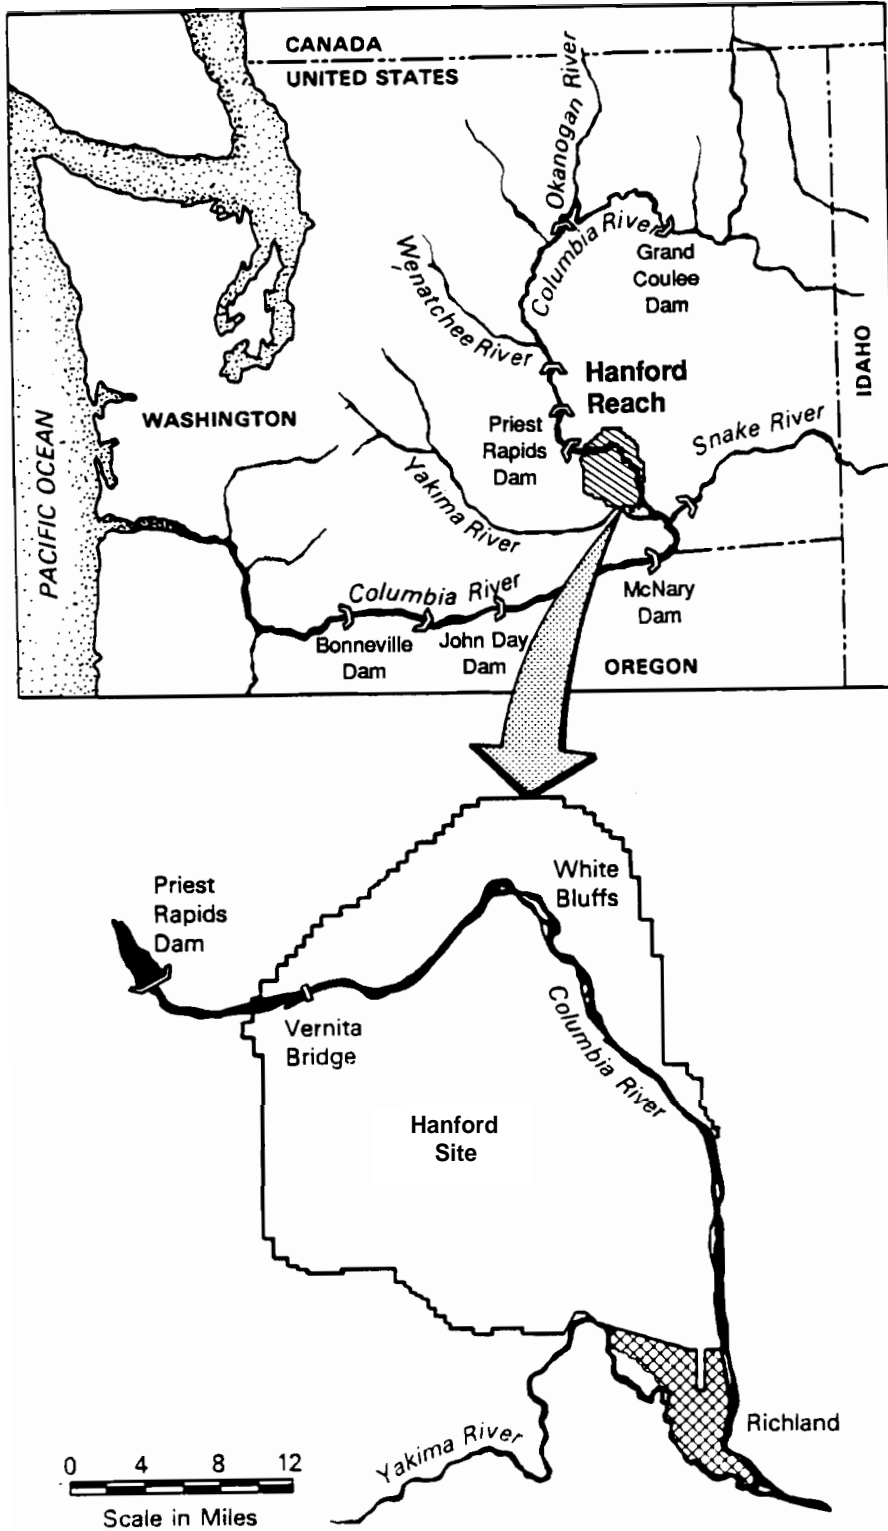 CANADA
UNITED STATES
Okanogan River
Columbia River
Grand
Coulee
Dam
Wenatchee River
IDAHO
Hanford
Reach
WASHINGTON
Priest
Rapids
Dam
Snake River
PACIFIC OCEAN
Yakima River
Columbia River
McNary
Dam
Bonneville
Dam
John Day
Dam
OREGON
White
Bluffs
Priest
Rapids
Dam
Vernita
Bridge
Columbia River
Hanford
Site
Richland
Yakima River
0 4 8 12
Scale in Miles